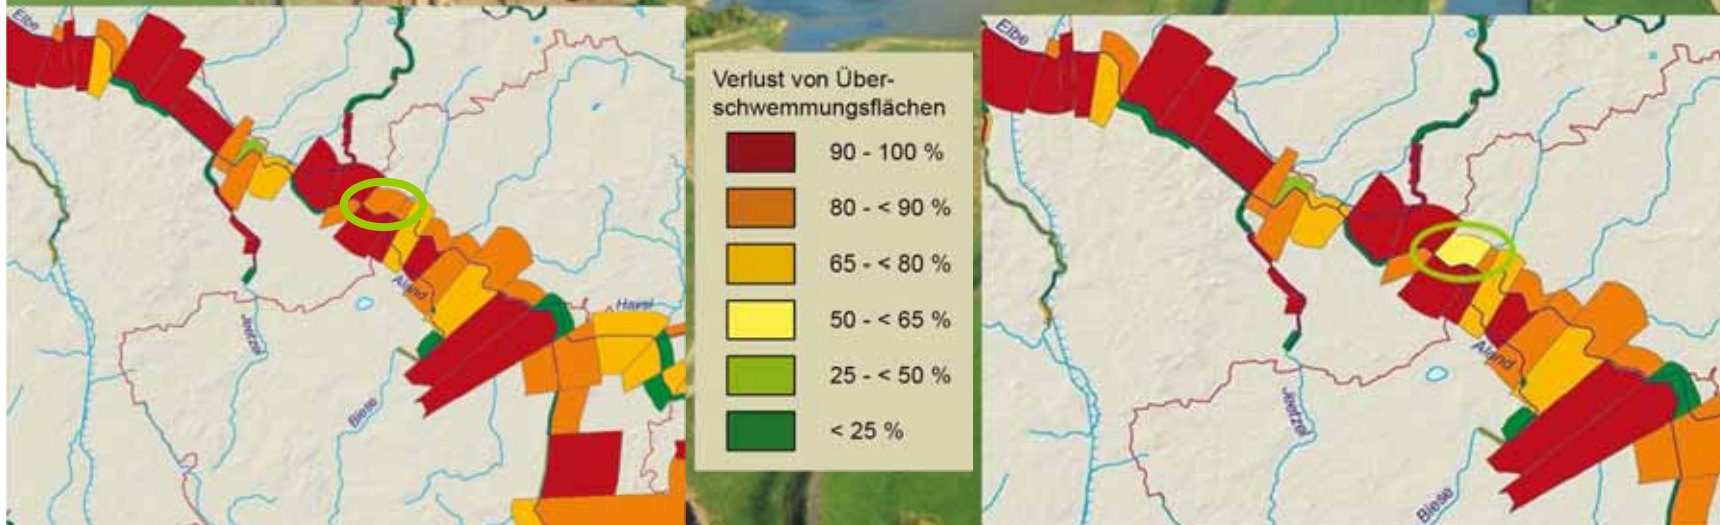 Elbe
Aland
Havel
Jeetzel
Biese
Verlust von Über-
schwemmungsflächen
90 - 100 %
80 - < 90 %
65 - < 80 %
50 - < 65 %
25 - < 50 %
< 25 %
Elbe
Aland
Jeetzel
Biese